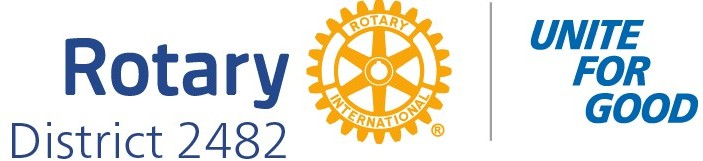 Rotary
District 2482
ROTARY
INTERNATIONAL
®
UNITE
FOR
GOOD